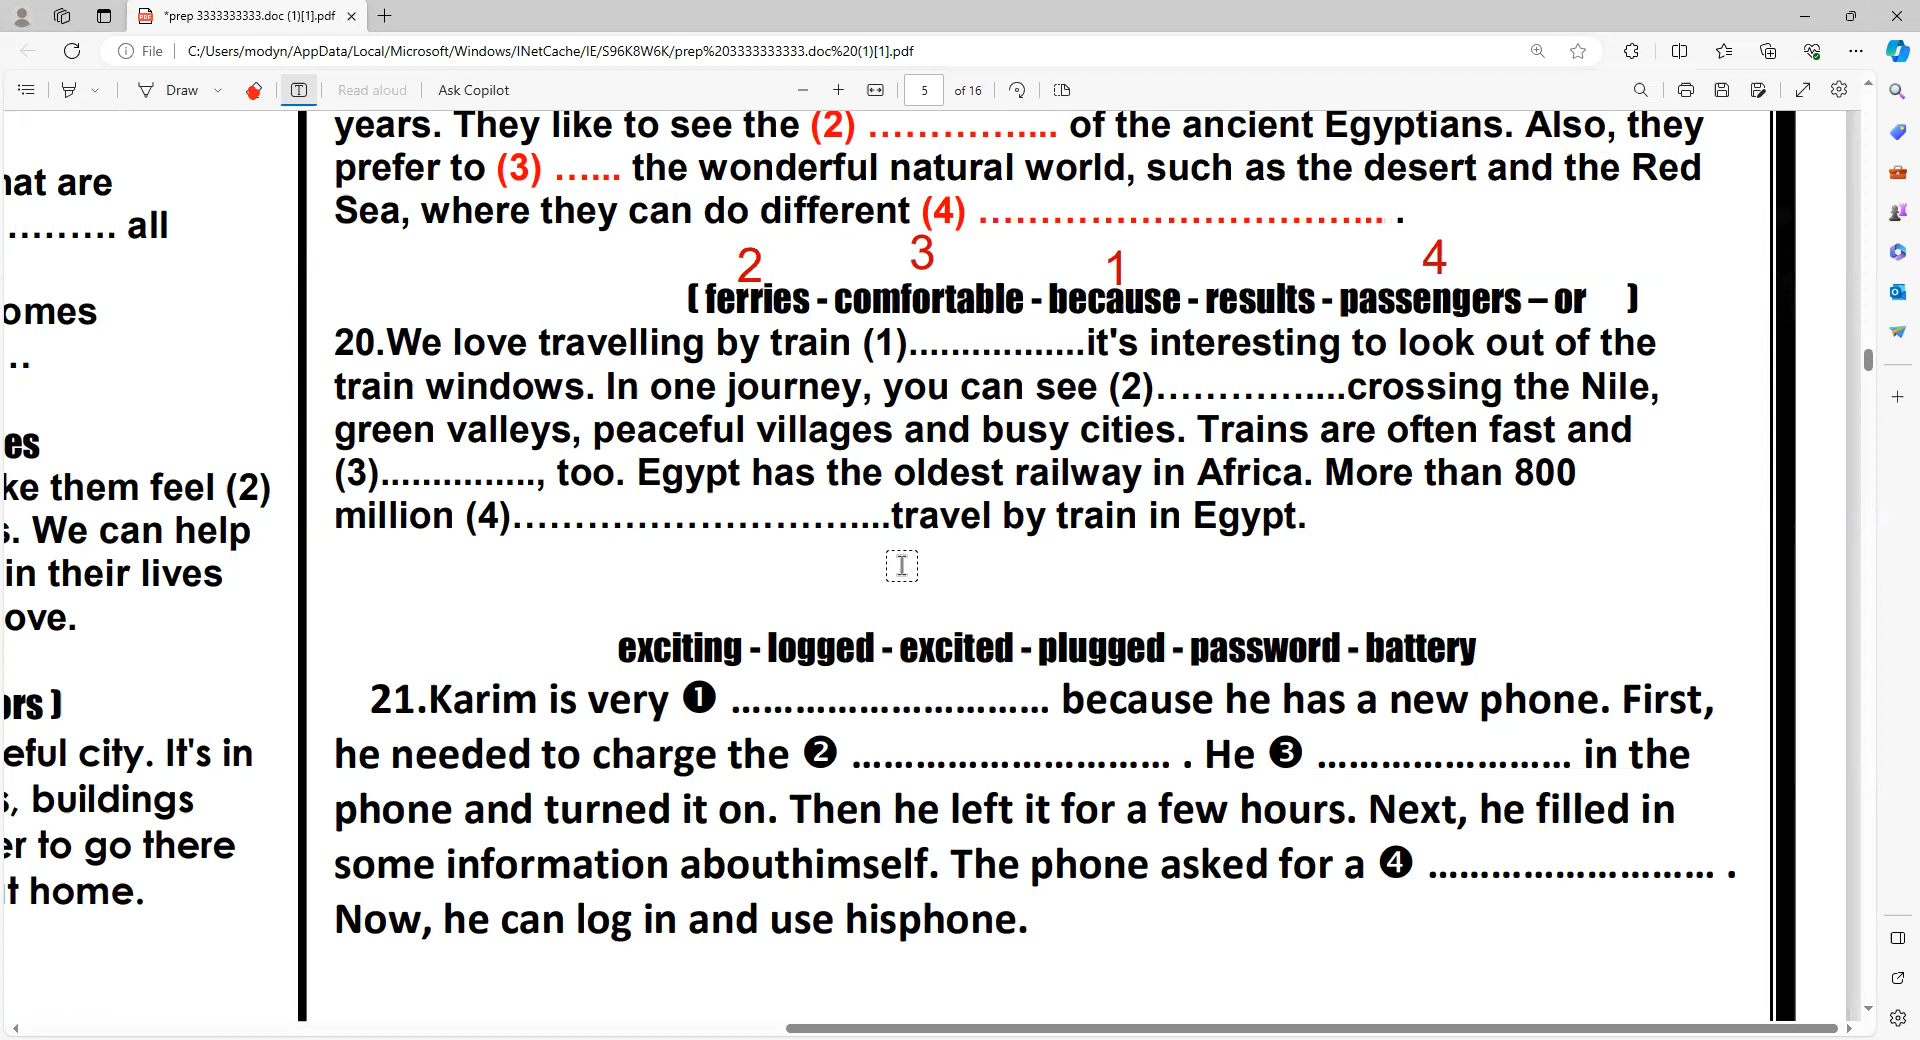 *prep 3333333333.doc (1)[1].pdf
File
C:/Users/modyn/AppData/Local/Microsoft/Windows/INetCache/IE/S96K8W6K/prep%203333333333.doc%20(1)[1].pdf
Draw
Read aloud
Ask Copilot
5
of 16
hat are
......... all
omes
..
es
ke them feel (2)
s. We can help
in their lives
ove.
ors )
eful city. It's in
s, buildings
er to go there
t home.
years. They like to see the (2) ................ of the ancient Egyptians. Also, they
prefer to (3) ...... the wonderful natural world, such as the desert and the Red
Sea, where they can do different (4) ................................ .
2 3 1 4
( ferries - comfortable - because - results - passengers – or )
20.We love travelling by train (1).................it's interesting to look out of the
train windows. In one journey, you can see (2)................crossing the Nile,
green valleys, peaceful villages and busy cities. Trains are often fast and
(3)..............., too. Egypt has the oldest railway in Africa. More than 800
million (4)..............................travel by train in Egypt.
exciting - logged - excited - plugged - password - battery
21.Karim is very ❶ .............................. because he has a new phone. First,
he needed to charge the ❷ .............................. . He ❸ ........................ in the
phone and turned it on. Then he left it for a few hours. Next, he filled in
some information abouthimself. The phone asked for a ❹ ........................... .
Now, he can log in and use hisphone.